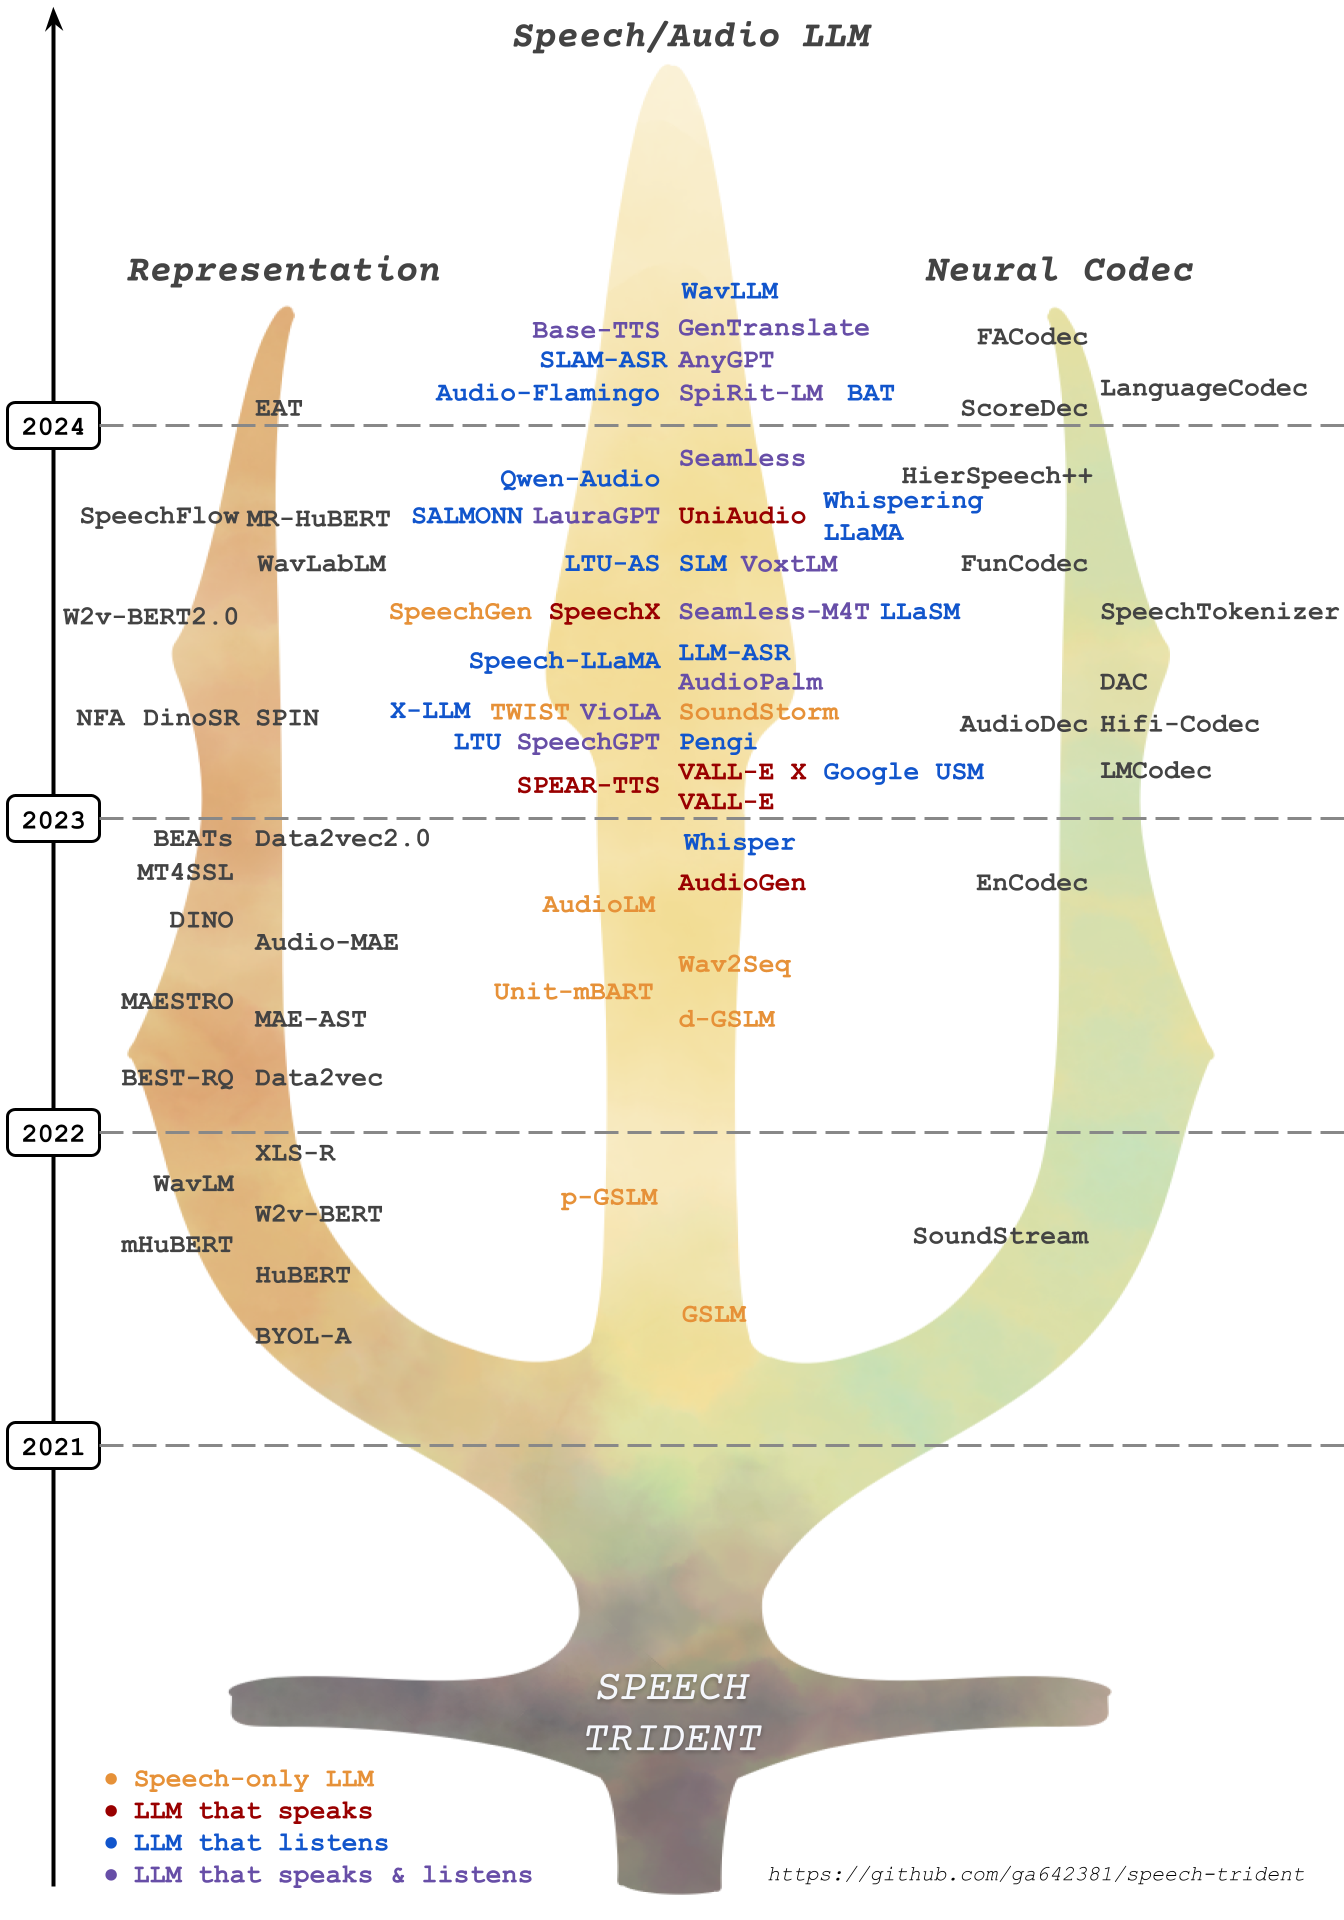 Speech/Audio LLM
Representation
Neural Codec
WavLLM
Base-TTS GenTranslate
FACodec
SLAM-ASR AnyGPT
Audio-Flamingo SpiRit-LM BAT
LanguageCodec
EAT
ScoreDec
2024
Seamless
Qwen-Audio
HierSpeech++
SpeechFlow MR-HuBERT SALMONN LauraGPT UniAudio Whispering
LLaMA
WavLabLM LTU-AS SLM VoxtLM FunCodec
W2v-BERT2.0 SpeechGen SpeechX Seamless-M4T LLaSM SpeechTokenizer
Speech-LLaMA LLM-ASR
AudioPalm DAC
NFA DinoSR SPIN X-LLM TWIST VioLA SoundStorm AudioDec Hifi-Codec
LTU SpeechGPT Pengi
SPEAR-TTS VALL-E X Google USM LMCodec
VALL-E
2023
BEATs Data2vec2.0 Whisper
MT4SSL
AudioGen EnCodec
AudioLM
DINO
Audio-MAE
Wav2Seq
Unit-mBART
MAESTRO
MAE-AST d-GSLM
BEST-RQ Data2vec
2022
XLS-R
WavLM
p-GSLM
W2v-BERT
SoundStream
mHuBERT
HuBERT
GSLM
BYOL-A
2021
SPEECH
TRIDENT
Speech-only LLM
LLM that speaks
LLM that listens
LLM that speaks & listens
https://github.com/ga642381/speech-trident